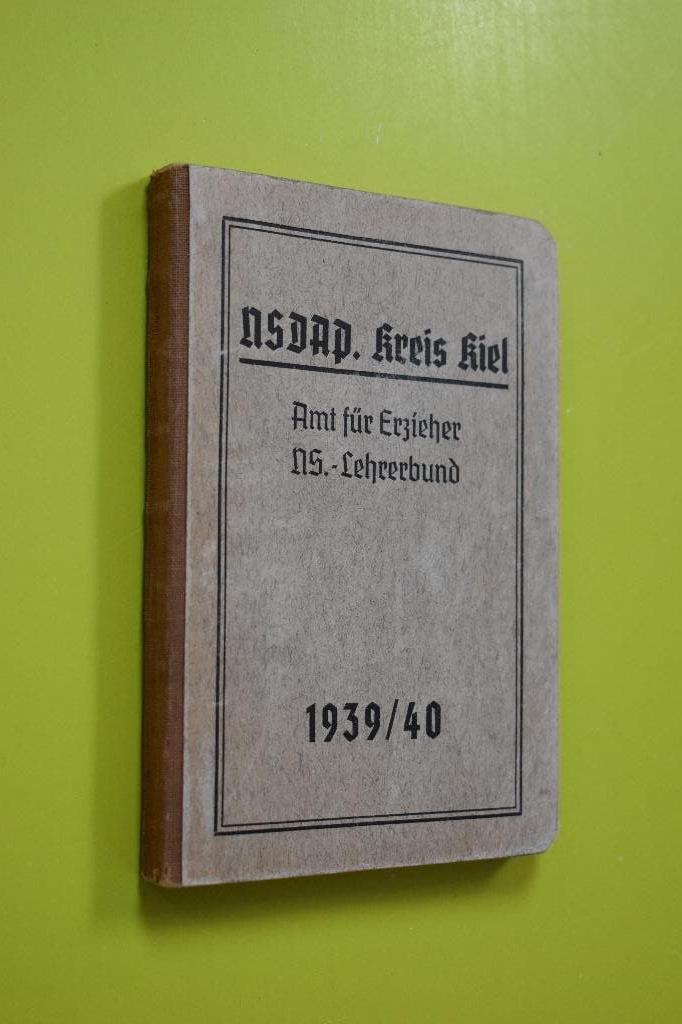 NSDAP. Kreis Kiel
Amt für Erzieher
NS.-Lehrerbund
1939/40